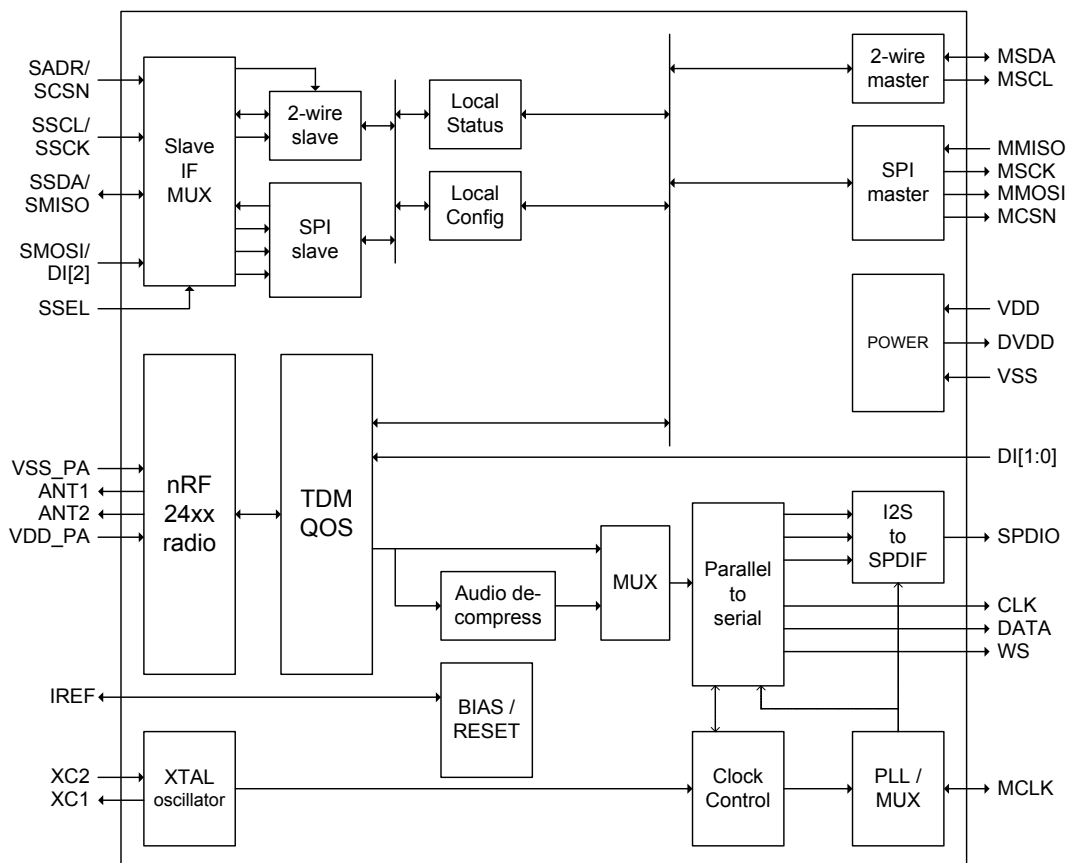 SADR/
SCSN
SSCL/
SSCK
SSDA/
SMISO
SMOSI/
DI[2]
SSEL
Slave
IF
MUX
2-wire
slave
SPI
slave
Local
Status
Local
Config
2-wire
master
MSDA
MSCL
SPI
master
MMISO
MSCK
MMOSI
MCSN
POWER
VDD
DVDD
VSS
VSS_PA
ANT1
ANT2
VDD_PA
nRF
24xx
radio
TDM
QOS
DI[1:0]
Audio de-
compress
MUX
Parallel
to
serial
I2S
to
SPDIF
SPDIO
CLK
DATA
WS
IREF
BIAS /
RESET
XC2
XC1
XTAL
oscillator
Clock
Control
PLL /
MUX
MCLK